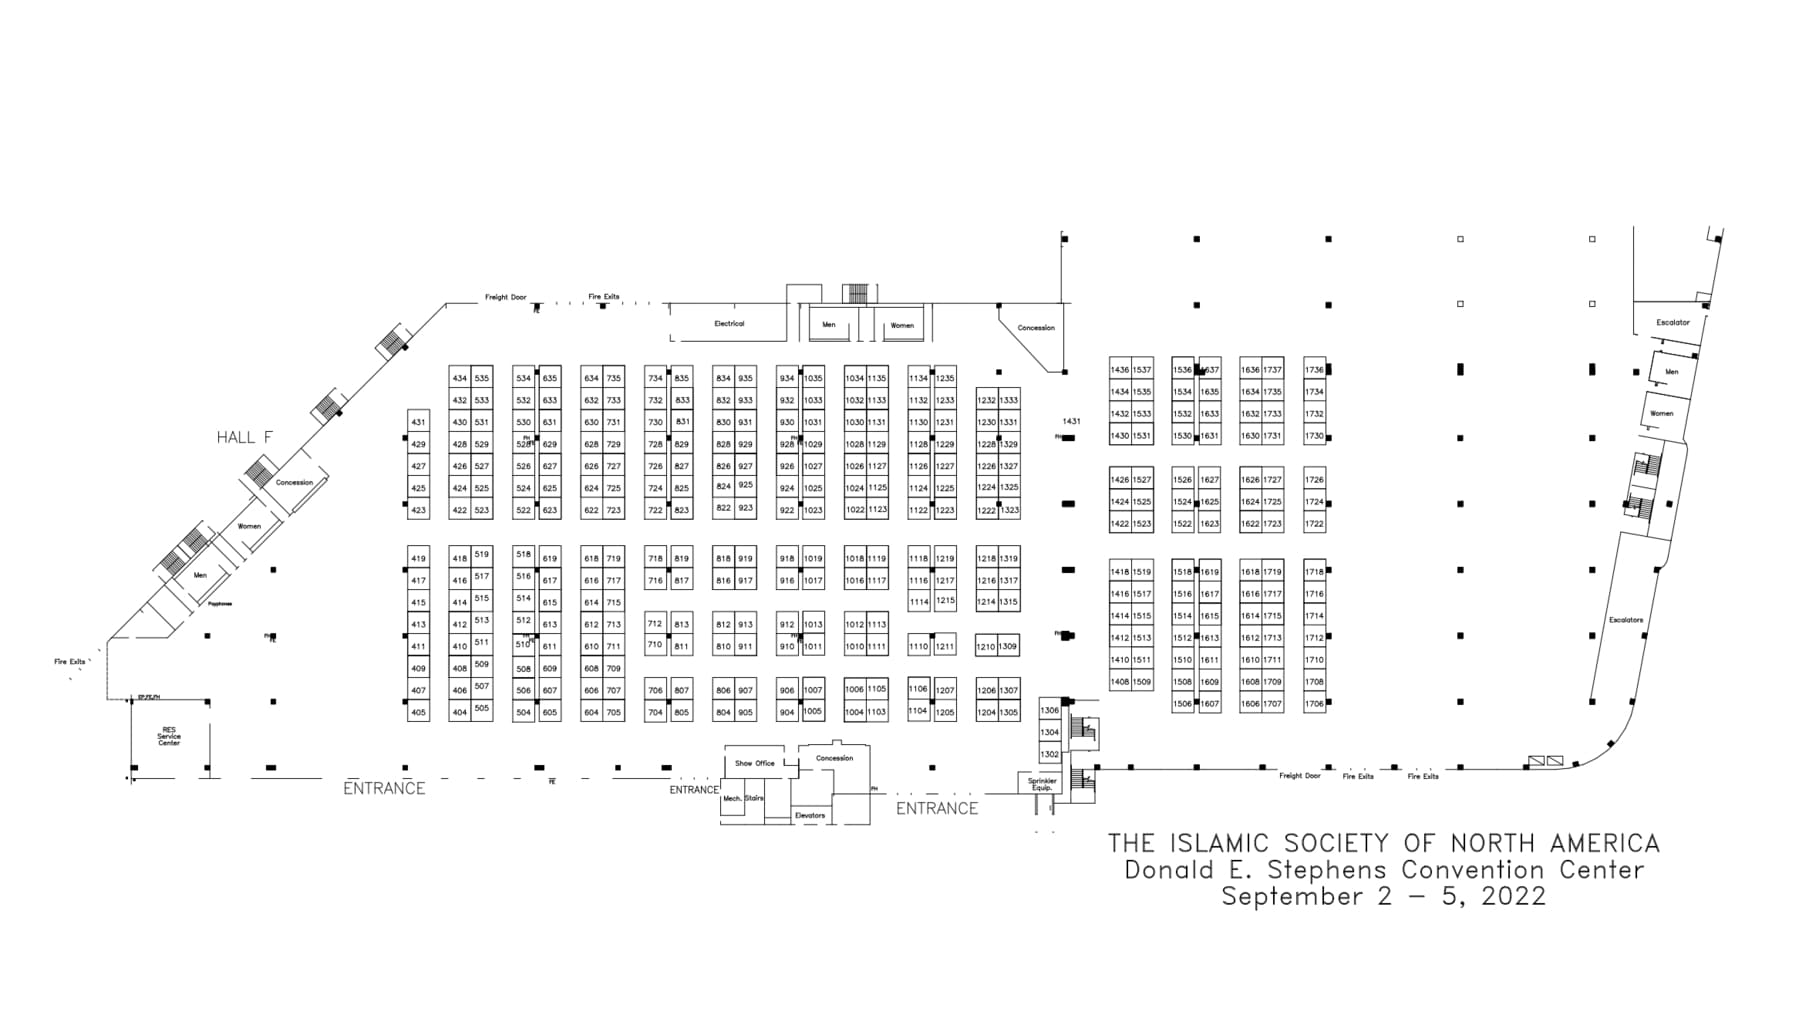 Freight Door
FE
Fire Exits
Electrical
Men
Women
Concession
Escalator
Men
Women
Escalators
HALL F
Concession
Women
Men
Fire Exits
RES
Service
Center
434 535 534 635 634 735 734 835 834 935 934 1035 1034 1135 1134 1235
432 533 532 633 632 733 732 833 832 933 932 1033 1032 1133 1132 1233 1232 1333
431 430 531 530 631 630 731 730 831 830 931 930 1031 1030 1131 1130 1231 1230 1331
429 428 529 528 629 628 729 728 829 828 929 928 1029 1028 1129 1128 1229 1228 1329
427 426 527 526 627 626 727 726 827 826 927 926 1027 1026 1127 1126 1227 1226 1327
425 424 525 524 625 624 725 724 825 824 925 924 1025 1024 1125 1124 1225 1224 1325
423 422 523 522 623 622 723 722 823 822 923 922 1023 1022 1123 1122 1223 1222 1323
419 418 519 518 619 618 719 718 819 818 919 918 1019 1018 1119 1118 1219 1218 1319
417 416 517 516 617 616 717 716 817 816 917 916 1017 1016 1117 1116 1217 1216 1317
415 414 515 514 615 614 715 1114 1215 1214 1315
413 412 513 512 613 612 713 712 813 812 913 912 1013 1012 1113
411 410 511 510 611 610 711 710 811 810 911 910 1011 1010 1111 1110 1211 1210 1309
409 408 509 508 609 608 709
407 406 507 506 607 606 707 706 807 806 907 906 1007 1006 1105 1106 1207 1206 1307
405 404 505 504 605 604 705 704 805 804 905 904 1005 1004 1103 1104 1205 1204 1305
1306
1304
1302
1431
FH
1436 1537 1536 1637 1636 1737 1736
1434 1535 1534 1635 1634 1735 1734
1432 1533 1532 1633 1632 1733 1732
1430 1531 1530 1631 1630 1731 1730
1426 1527 1526 1627 1626 1727 1726
1424 1525 1524 1625 1624 1725 1724
1422 1523 1522 1623 1622 1723 1722
1418 1519 1518 1619 1618 1719 1718
1416 1517 1516 1617 1616 1717 1716
1414 1515 1514 1615 1614 1715 1714
FH
1412 1513 1512 1613 1612 1713 1712
1410 1511 1510 1611 1610 1711 1710
1408 1509 1508 1609 1608 1709 1708
1506 1607 1606 1707 1706
Show Office
Concession
Mech.
Stairs
Elevators
FH
Sprinkler
Equip.
FE
ENTRANCE
ENTRANCE
ENTRANCE
Freight Door
Fire Exits
Fire Exits
THE ISLAMIC SOCIETY OF NORTH AMERICA
Donald E. Stephens Convention Center
September 2 – 5, 2022